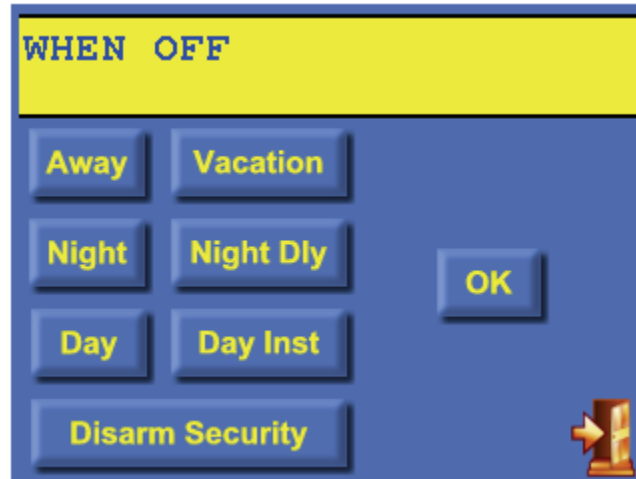 WHEN OFF
Away Vacation
Night Night Dly
OK
Day Day Inst
Disarm Security